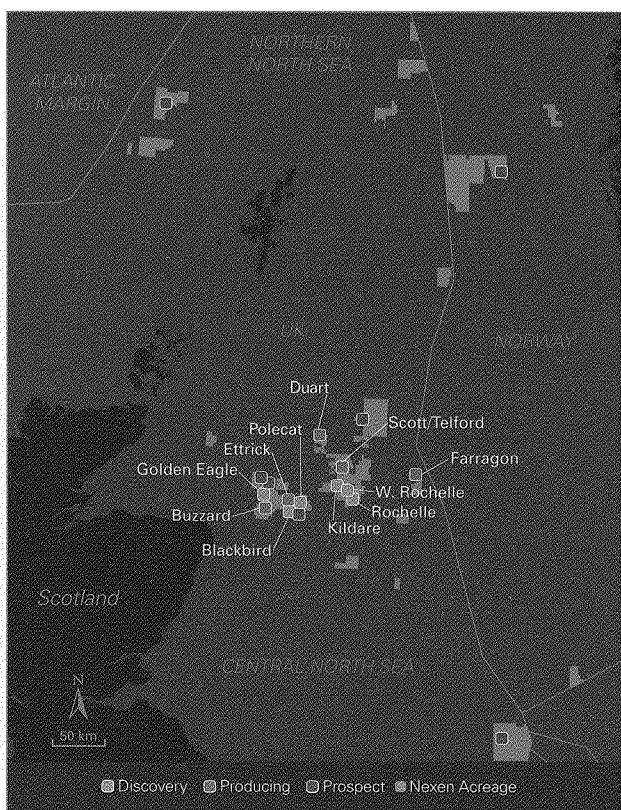 NORTHERN
NORTH SEA
ATLANTIC
MARGIN
UK
NORWAY
Duart
Polecat
Scott/Telford
Ettrick
Farragon
Golden Eagle
W. Rochelle
Buzzard
Rochelle
Kildare
Blackbird
Scotland
CENTRAL NORTH SEA
N
50 km
Discovery Producing Prospect Nexen Acreage